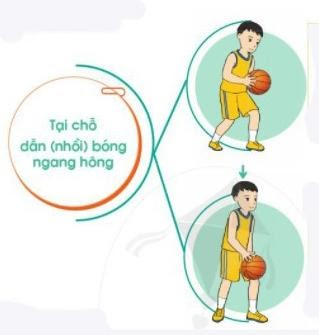 Tại chỗ
dẫn (nhồi) bóng
ngang hông